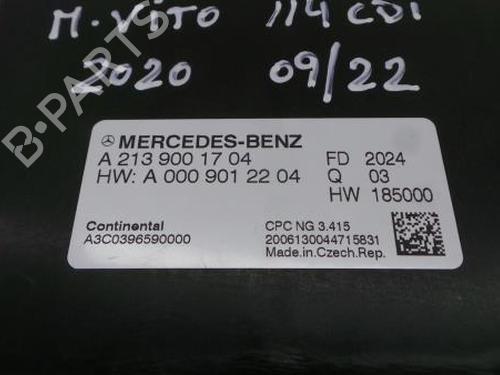 M. VITO 114 CDI
2020 09/22
B-PARTS
MERCEDES-BENZ
A 213 900 17 04 FD 2024
HW: A 000 901 22 04 Q 03
HW 185000
Continental CPC NG 3.415
A3C0396590000 2006130044715831
Made in Czech Rep.